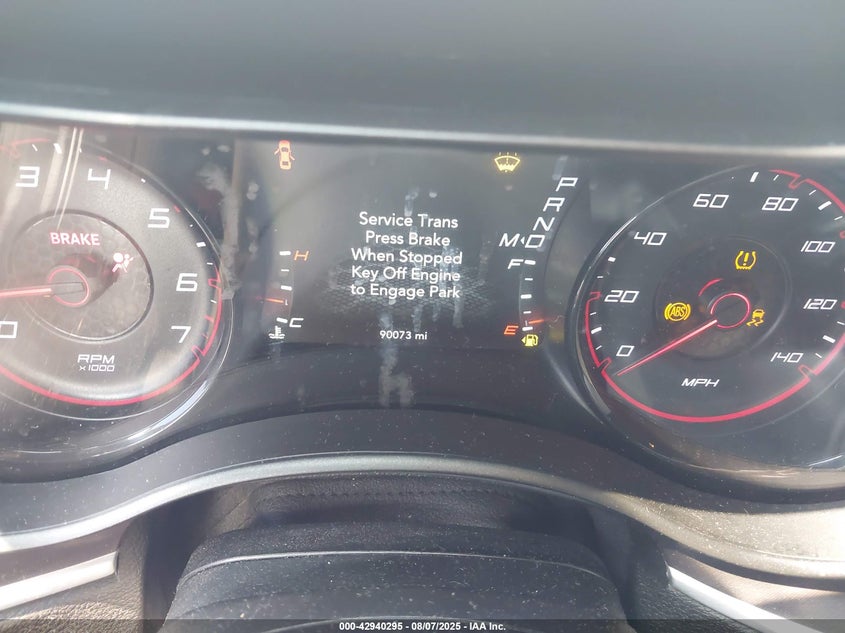 3 4 5 6 7 0
BRAKE
RPM
x1000
H
C
Service Trans
Press Brake
When Stopped
Key Off Engine
to Engage Park
90073 mi
P
R
N
D
M
F
E
0 20 40 60 80 100 120 140
ABS
MPH
000-42940295 - 08/07/2025 - IAA Inc.